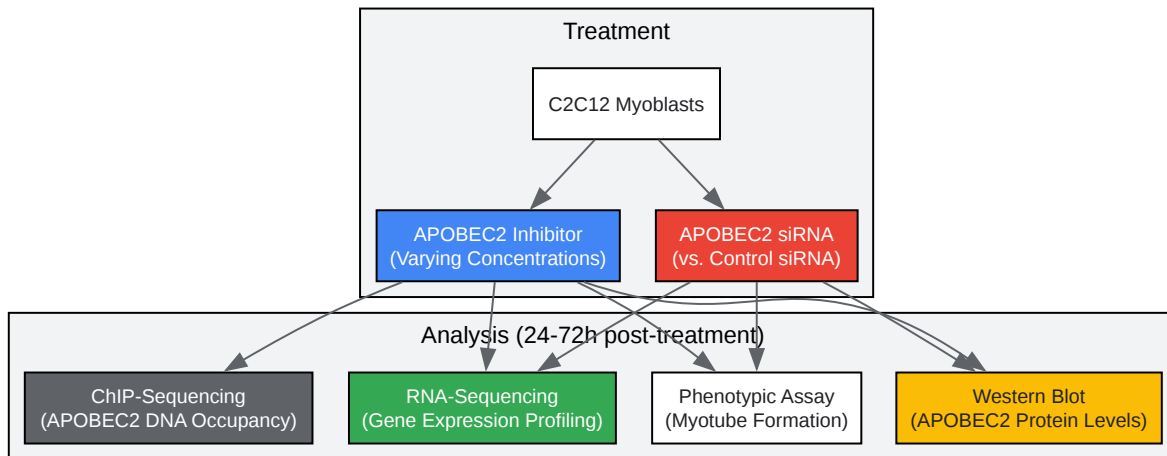 Treatment
C2C12 Myoblasts
APOBEC2 Inhibitor
(Varying Concentrations)
APOBEC2 siRNA
(vs. Control siRNA)
Analysis (24-72h post-treatment)
ChIP-Sequencing
(APOBEC2 DNA Occupancy)
RNA-Sequencing
(Gene Expression Profiling)
Phenotypic Assay
(Myotube Formation)
Western Blot
(APOBEC2 Protein Levels)